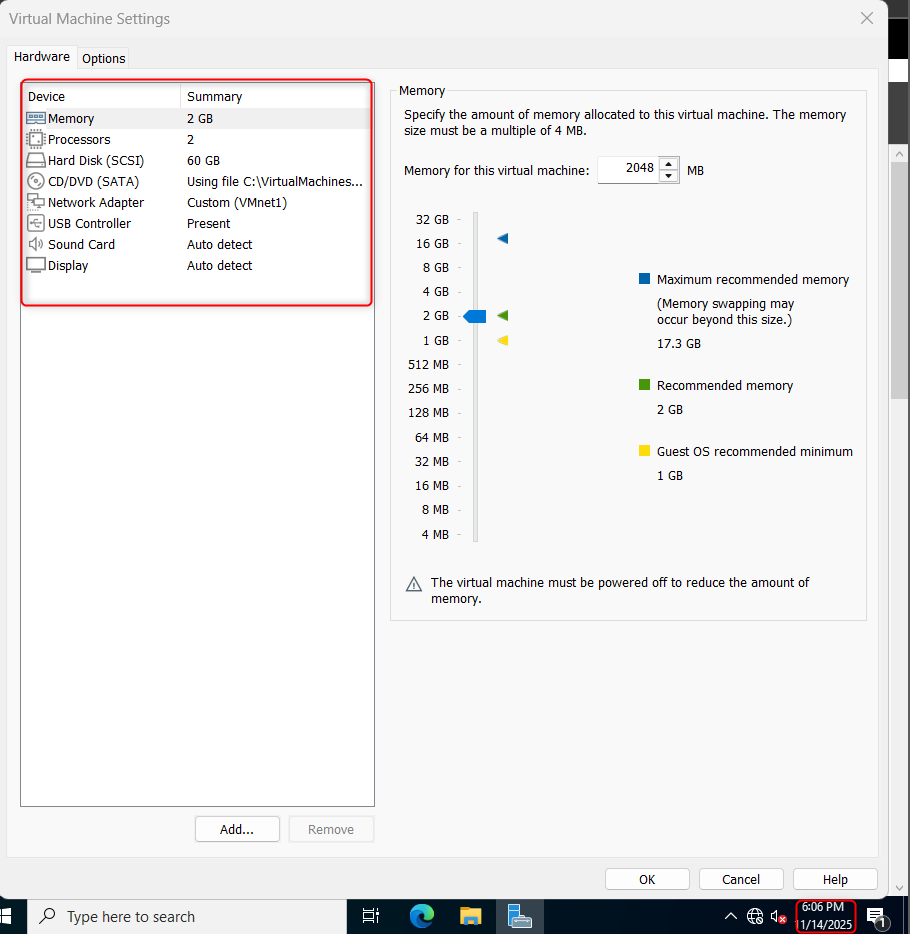 Virtual Machine Settings
Hardware
Options
Device Summary
Memory 2 GB
Processors 2
Hard Disk (SCSI) 60 GB
CD/DVD (SATA) Using file C:\VirtualMachines...
Network Adapter Custom (VMnet1)
USB Controller Present
Sound Card Auto detect
Display Auto detect
Add...
Remove
Memory
Specify the amount of memory allocated to this virtual machine. The memory
size must be a multiple of 4 MB.
Memory for this virtual machine: 2048 MB
32 GB
16 GB
8 GB
4 GB
2 GB
1 GB
512 MB
256 MB
128 MB
64 MB
32 MB
16 MB
8 MB
4 MB
Maximum recommended memory
(Memory swapping may
occur beyond this size.)
17.3 GB
Recommended memory
2 GB
Guest OS recommended minimum
1 GB
The virtual machine must be powered off to reduce the amount of
memory.
OK
Cancel
Help
Type here to search
6:06 PM
11/14/2025
1